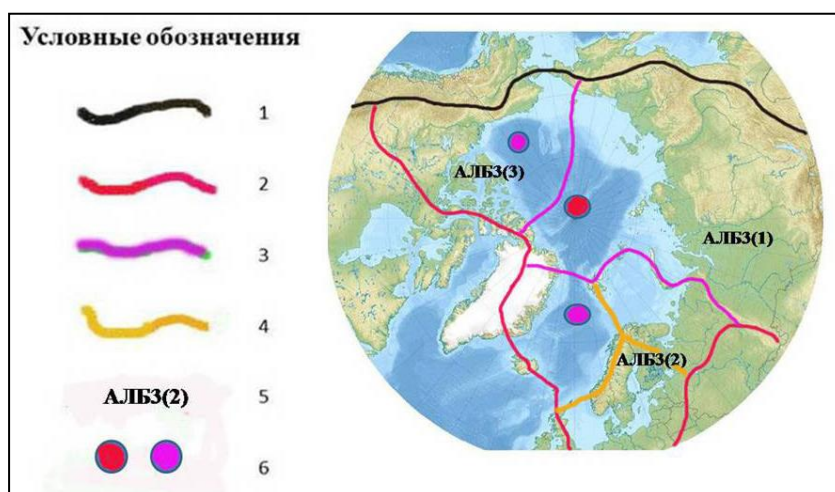 Условные обозначения
1
2
3
4
АЛБЗ(2) 5
6
АЛБЗ(3)
АЛБЗ(1)
АЛБЗ(2)